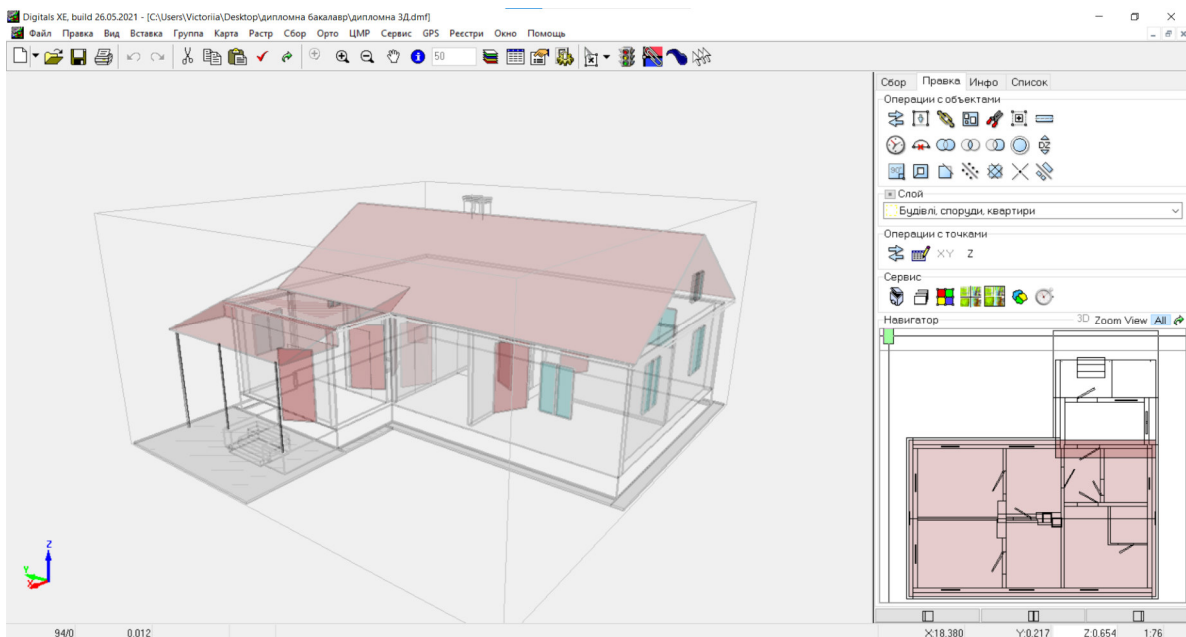 Digitals XE, build 26.05.2021 - [C:\Users\Victoriia\Desktop\дипломна бакалавр\дипломна 3Д.dmf]
Файл Правка Вид Вставка Группа Карта Растр Сбор Орто ЦМР Сервис GPS Реєстри Окно Помощь
50
Сбор Правка Инфо Список
Операции с объектами
DZ
90°
Слой
Будівлі, споруди, квартири
Операции с точками
XY Z
Сервис
Навигатор 3D Zoom View All
Z
Y
X
94/0 0.012 X:18.380 Y:0.217 Z:0.654 1:76